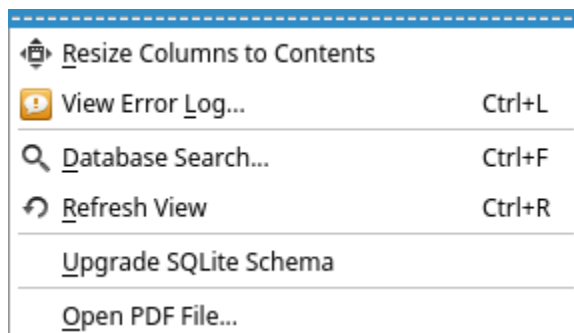 Resize Columns to Contents
View Error Log... Ctrl+L
Database Search... Ctrl+F
Refresh View Ctrl+R
Upgrade SQLite Schema
Open PDF File...